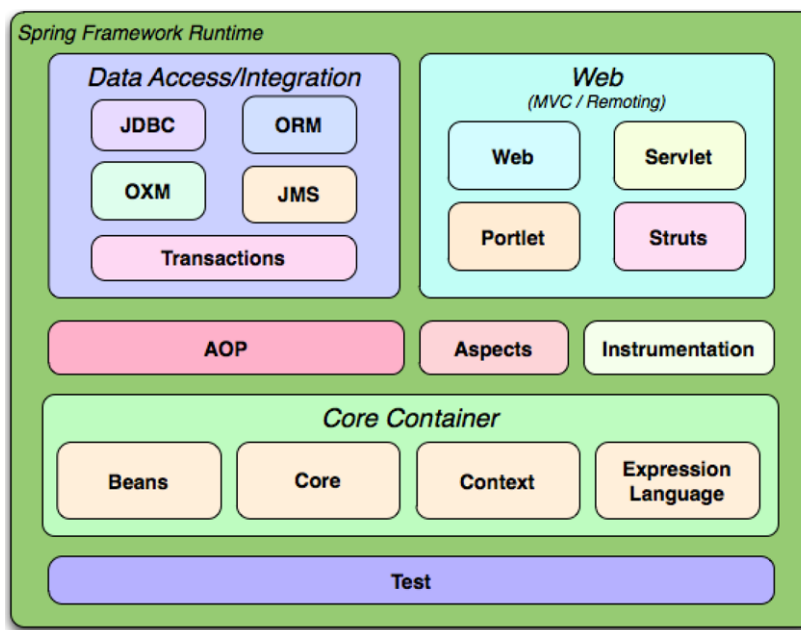 Spring Framework Runtime
Data Access/Integration
JDBC
ORM
OXM
JMS
Transactions
Web
(MVC / Remoting)
Web
Servlet
Portlet
Struts
AOP
Aspects
Instrumentation
Core Container
Beans
Core
Context
Expression
Language
Test